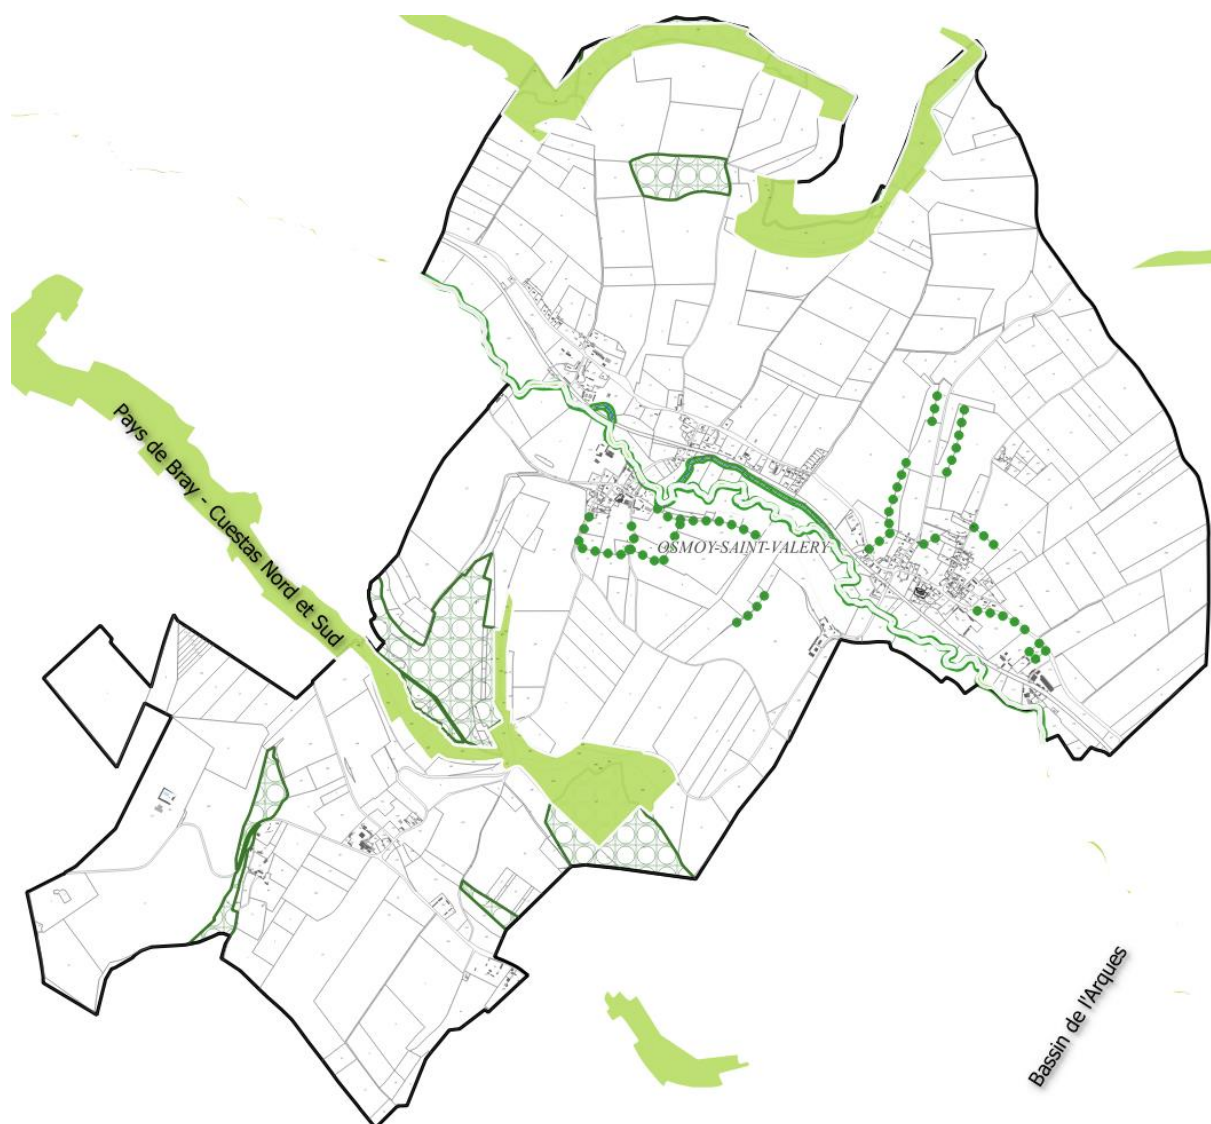 Pays de Bray - Cuestas Nord et Sud
OSMOY-SAINT-VALERY
Bassin de l'Arques